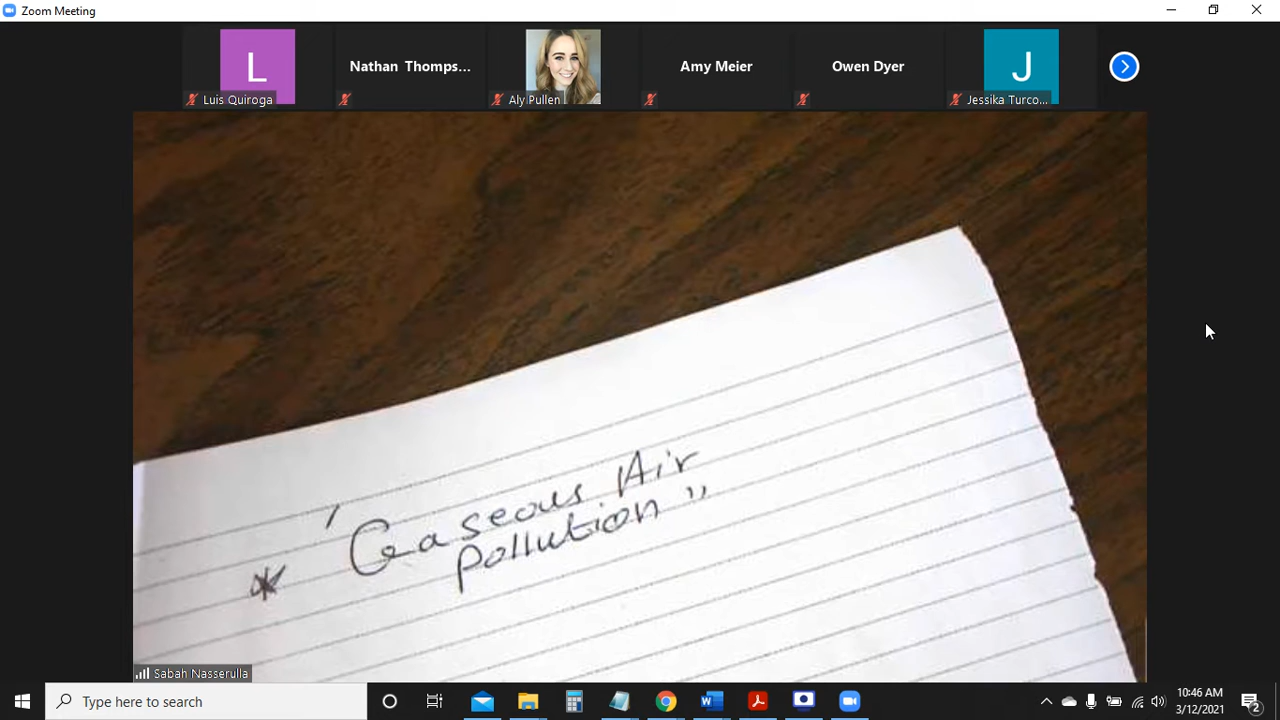 Zoom Meeting
L
Luis Quiroga
Nathan Thomps...
Aly Pullen
Amy Meier
Owen Dyer
J
Jessika Turco...
* ' Gaseous Air
Pollution "
Sabah Nasserulla
Type here to search
10:46 AM
3/12/2021
2